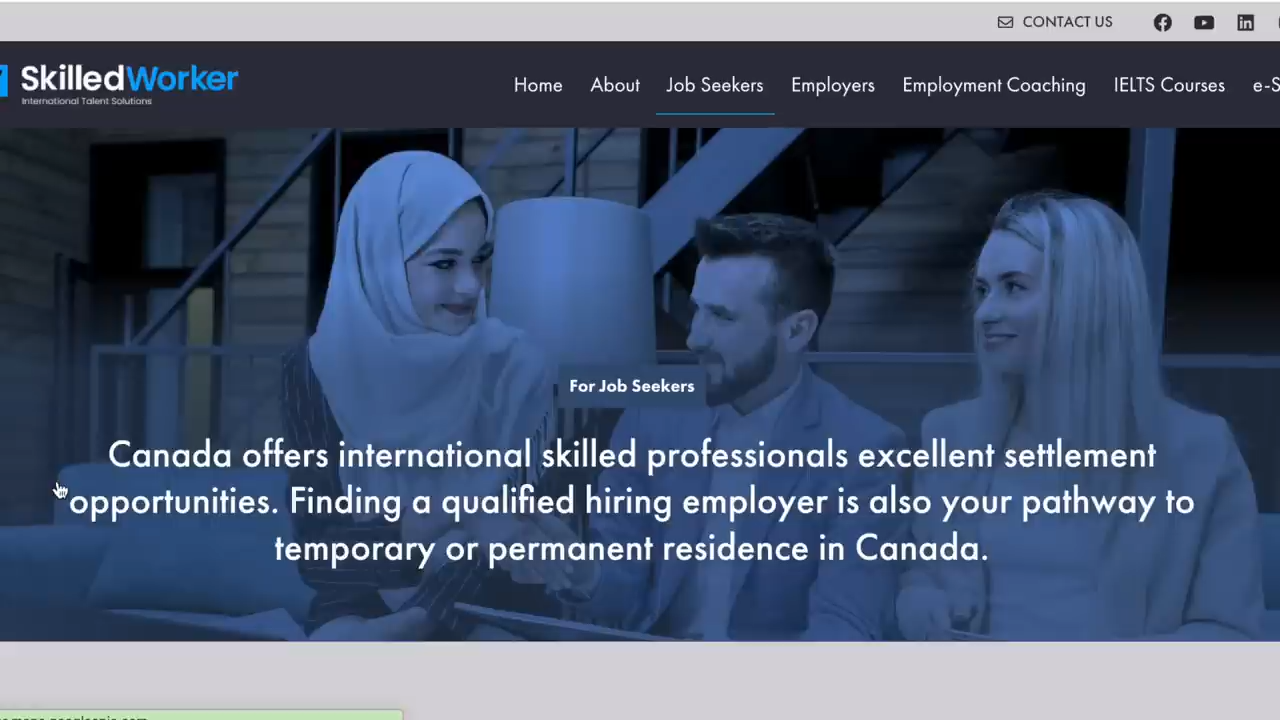 CONTACT US
SkilledWorker
International Talent Solutions
Home About Job Seekers Employers Employment Coaching IELTS Courses e-S
For Job Seekers
Canada offers international skilled professionals excellent settlement
opportunities. Finding a qualified hiring employer is also your pathway to
temporary or permanent residence in Canada.